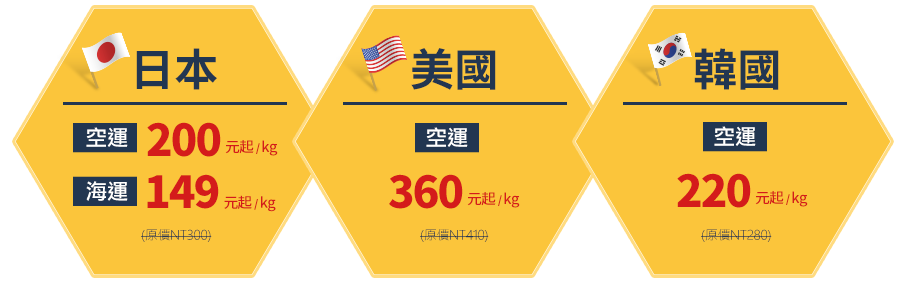 日本
空運 200 元起/kg
海運 149 元起/kg
(原價NT300)
美國
空運
360 元起/kg
(原價NT410)
韓國
空運
220 元起/kg
(原價NT280)